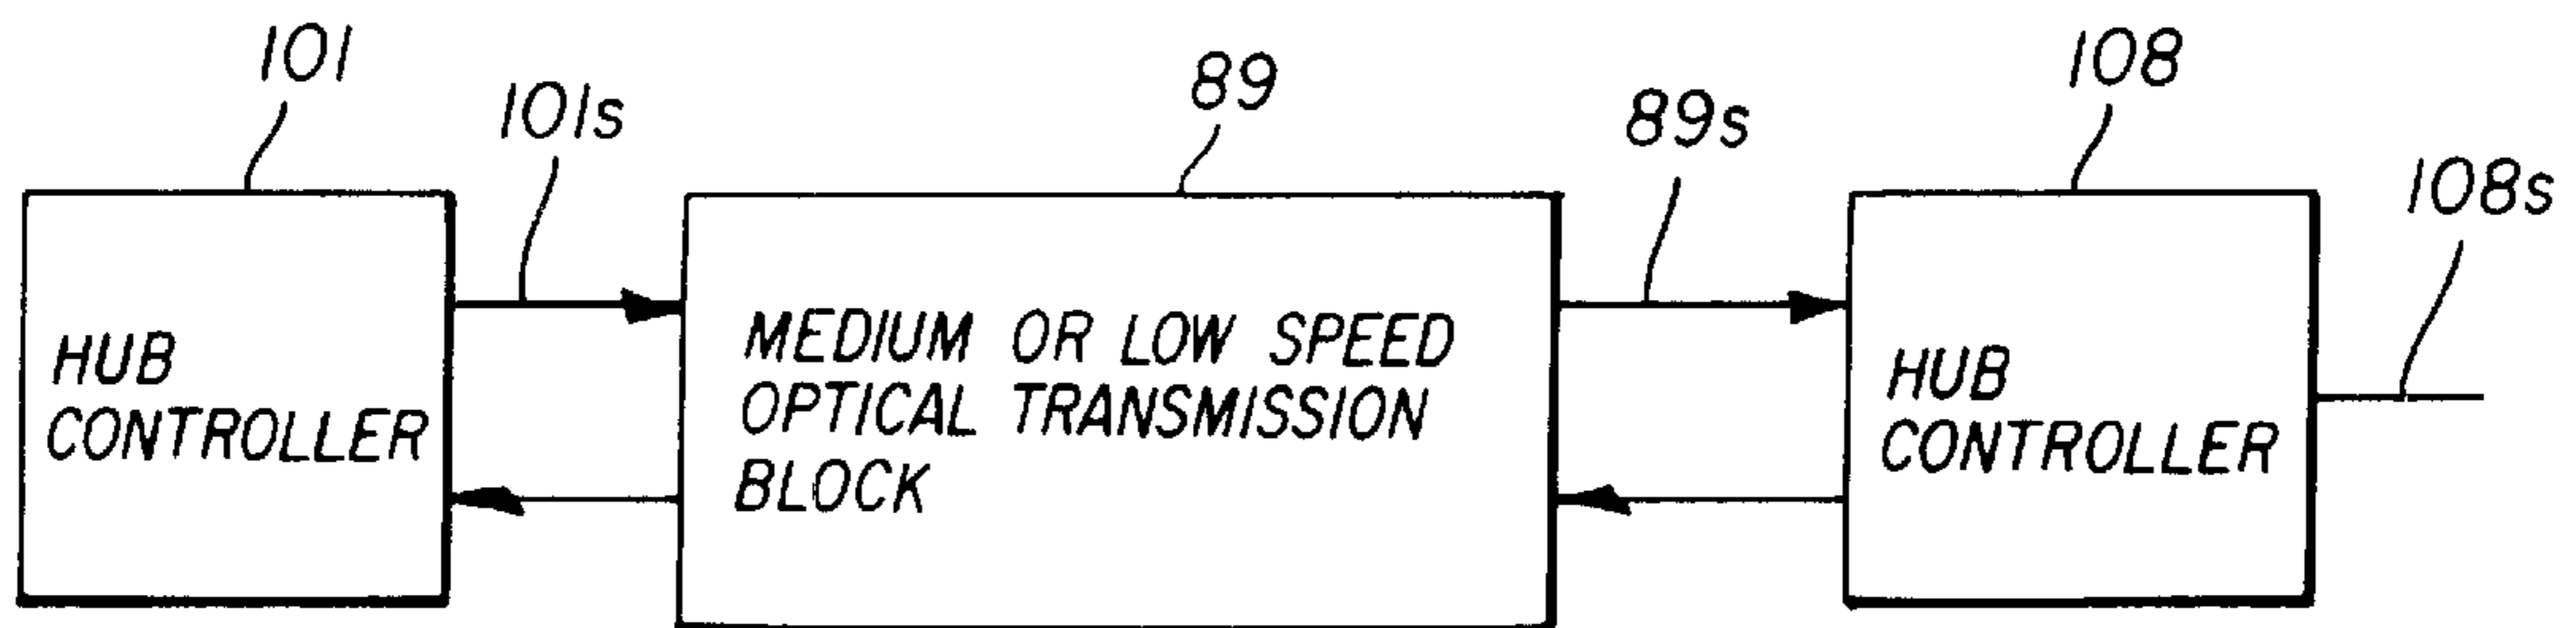 101
101s
89
89s
108
108s
HUB
CONTROLLER
MEDIUM OR LOW SPEED
OPTICAL TRANSMISSION
BLOCK
HUB
CONTROLLER